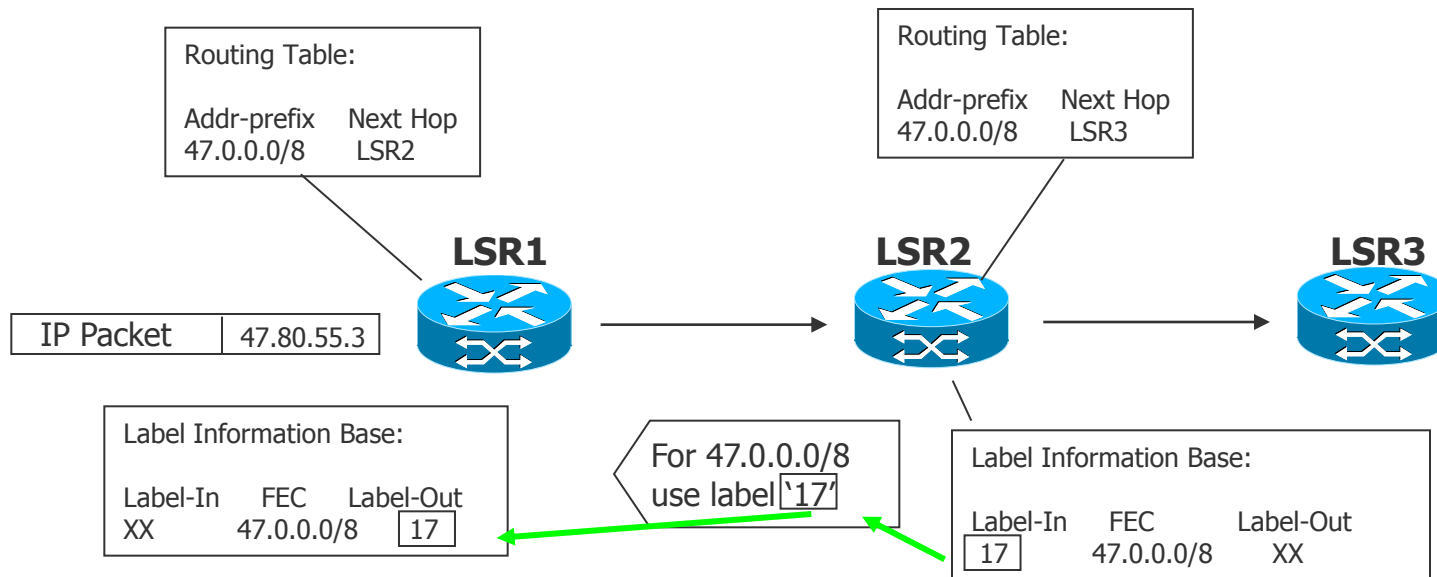 Routing Table:
Addr-prefix Next Hop
47.0.0.0/8 LSR2
Routing Table:
Addr-prefix Next Hop
47.0.0.0/8 LSR3
LSR1
LSR2
LSR3
IP Packet 47.80.55.3
Label Information Base:
Label-In FEC Label-Out
XX 47.0.0.0/8 17
For 47.0.0.0/8
use label ‘17’
Label Information Base:
Label-In FEC Label-Out
17 47.0.0.0/8 XX